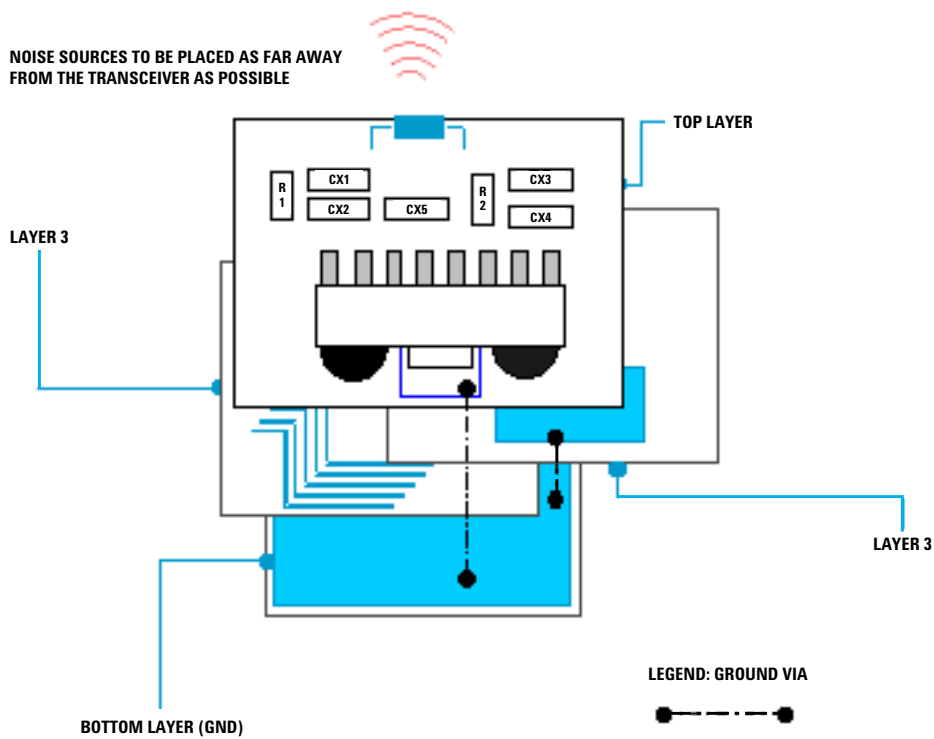 NOISE SOURCES TO BE PLACED AS FAR AWAY
FROM THE TRANSCEIVER AS POSSIBLE
TOP LAYER
R
1
CX1
CX2
CX5
R
2
CX3
CX4
LAYER 3
LAYER 3
BOTTOM LAYER (GND)
LEGEND: GROUND VIA